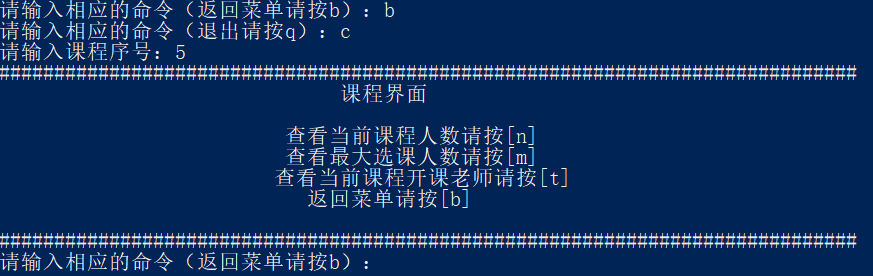 请输入相应的命令（返回菜单请按b）：b
请输入相应的命令（退出请按q）：c
请输入课程序号：5
##############################################################################
课程界面
查看当前课程人数请按[n]
查看最大选课人数请按[m]
查看当前课程开课老师请按[t]
返回菜单请按[b]
##############################################################################
请输入相应的命令（返回菜单请按b）：